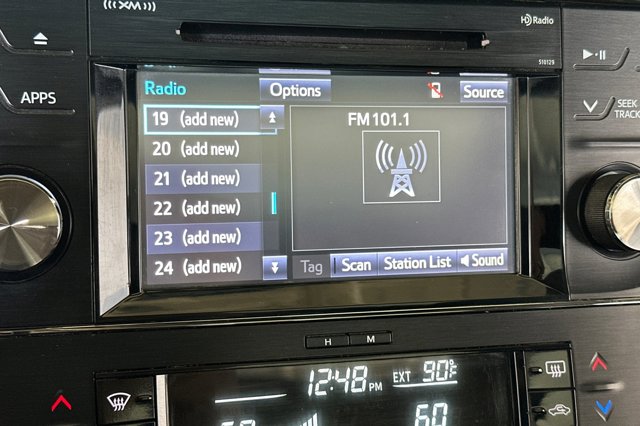 ((XM))
HD Radio
510129
APPS
SEEK
TRACK
Radio
Options
Source
19 (add new)
20 (add new)
21 (add new)
22 (add new)
23 (add new)
24 (add new)
FM 101.1
Tag
Scan
Station List
Sound
H
M
12:48 PM
EXT 90°F
60